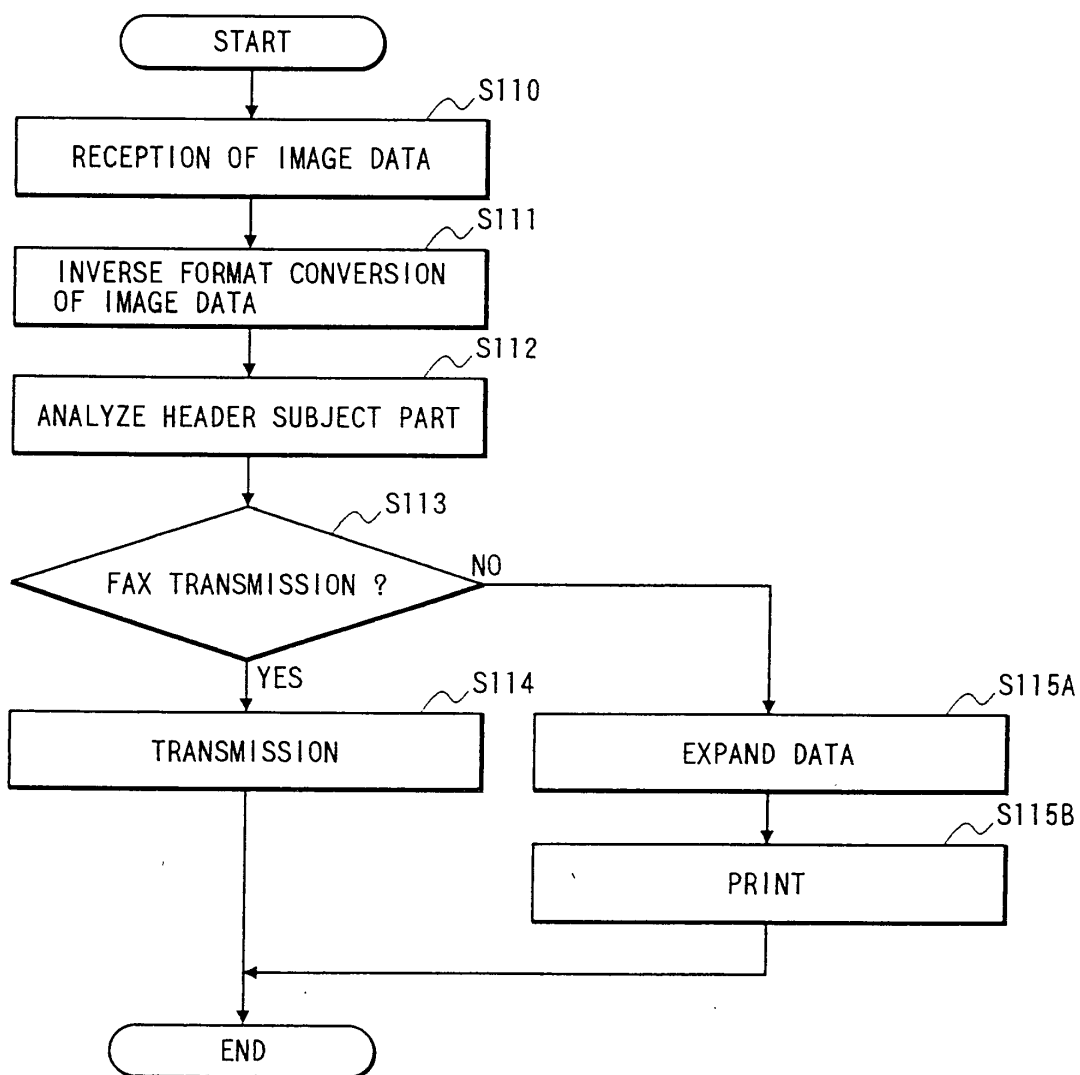 START
S110
RECEPTION OF IMAGE DATA
S111
INVERSE FORMAT CONVERSION
OF IMAGE DATA
S112
ANALYZE HEADER SUBJECT PART
S113
FAX TRANSMISSION ?
NO
YES
S114
TRANSMISSION
S115A
EXPAND DATA
S115B
PRINT
END